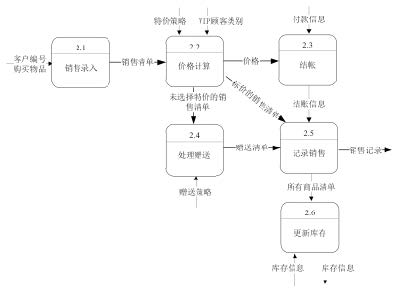 特价策略
VIP顾客类别
付款信息
客户编号
购买物品
2.1
销售录入
销售清单
2.2
价格计算
价格
2.3
结帐
未选择特价的销
售清单
标价的销售清单
结账信息
2.4
处理赠送
赠送清单
2.5
记录销售
销售记录
赠送策略
所有商品清单
2.6
更新库存
库存信息
库存信息